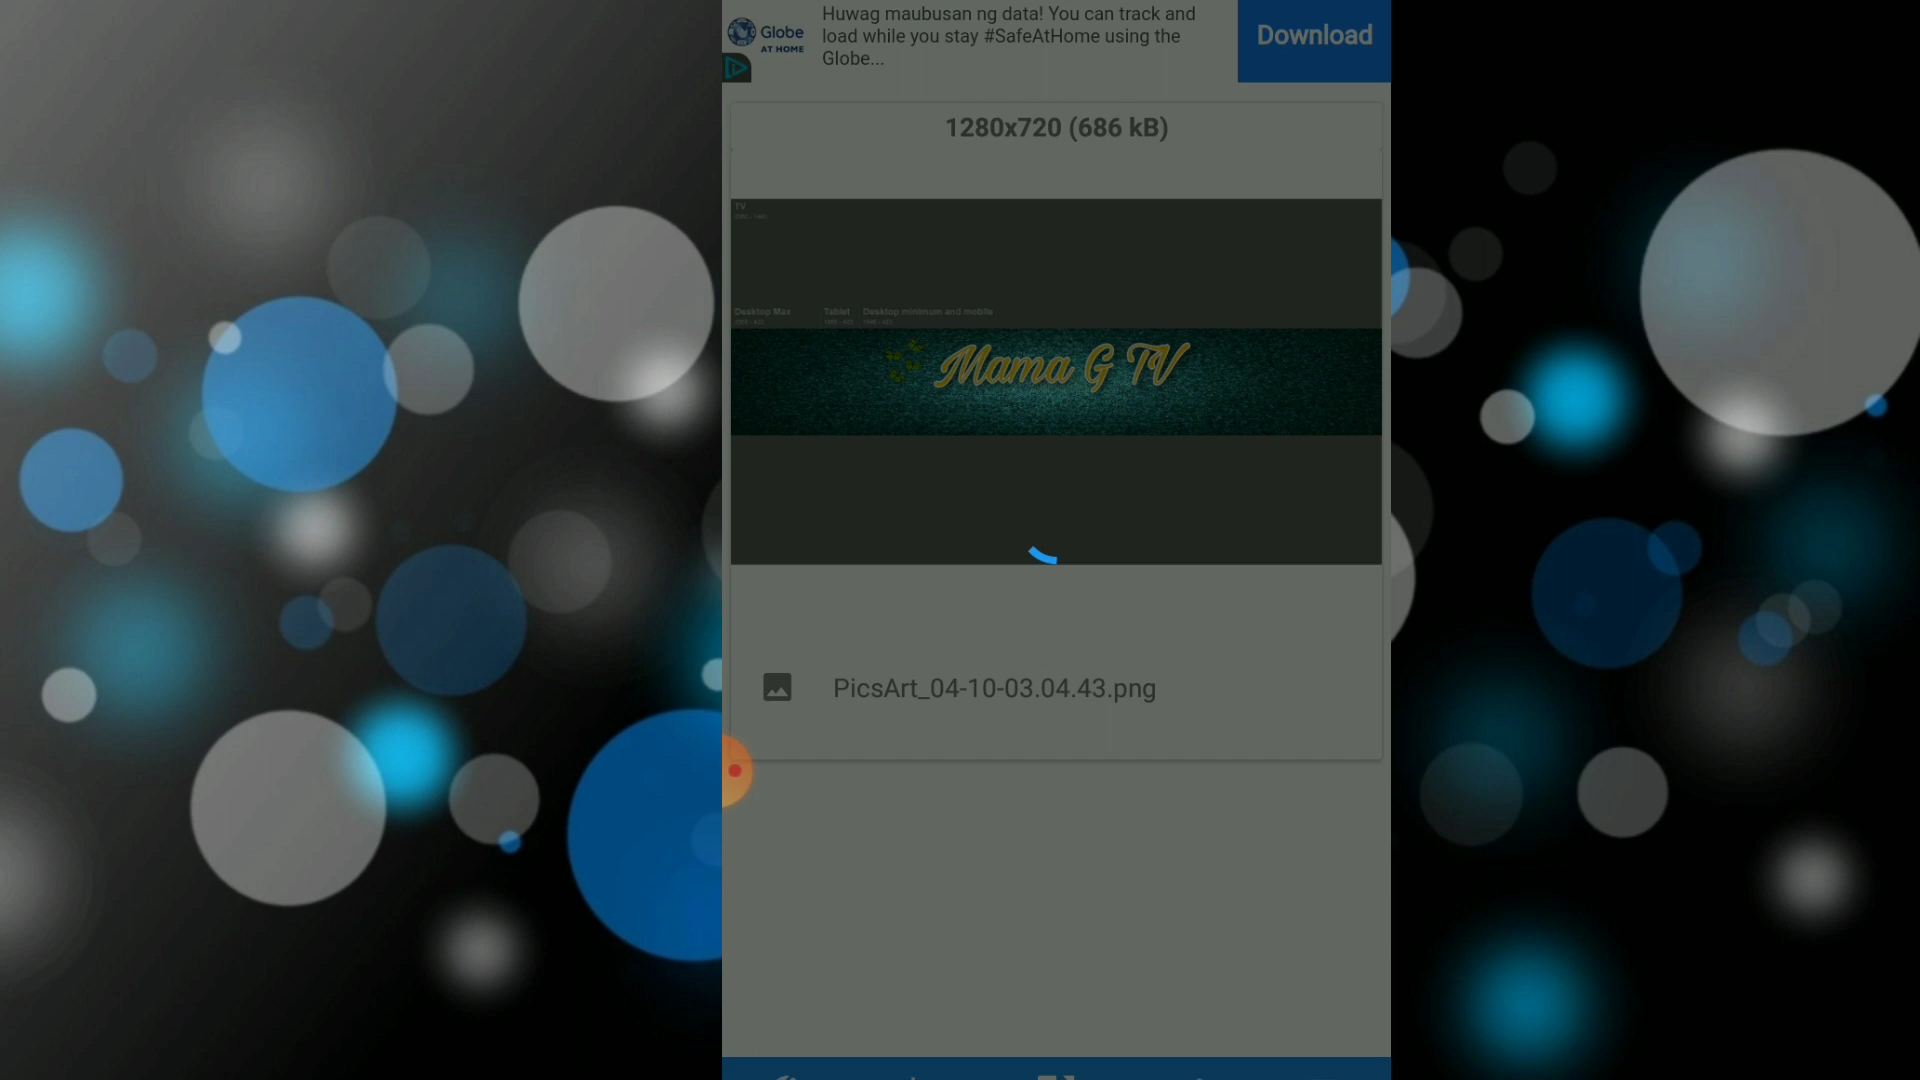 Globe
AT HOME
Huwag maubusan ng data! You can track and
load while you stay #SafeAtHome using the
Globe...
Download
1280x720 (686 kB)
TV
Desktop Max
Tablet
Desktop minimum and mobile
Mama G TV
PicsArt_04-10-03.04.43.png